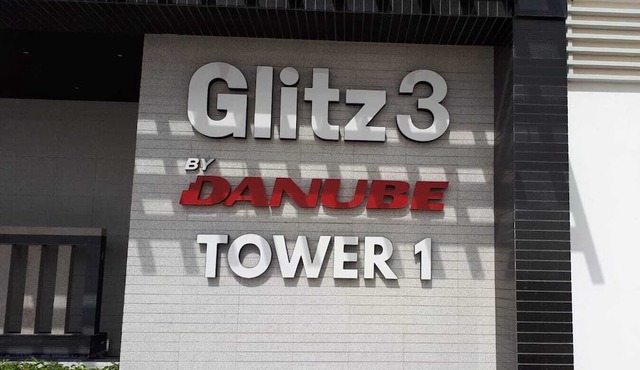 Glitz 3
BY
DANUBE
TOWER 1